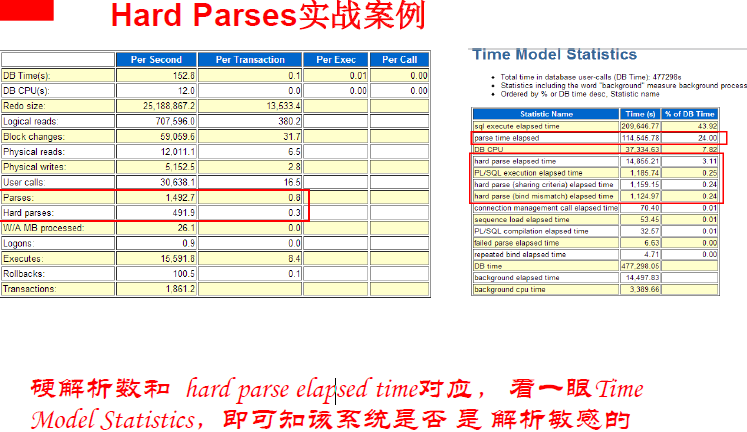 Hard Parses实战案例
Per Second Per Transaction Per Exec Per Call
DB Time(s): 152.8 0.1 0.01 0.00
DB CPU(s): 12.0 0.0 0.00 0.00
Redo size: 25,188,867.2 13,533.4
Logical reads: 707,596.0 380.2
Block changes: 59,059.6 31.7
Physical reads: 12,011.1 6.5
Physical writes: 5,152.5 2.8
User calls: 30,638.1 16.5
Parses: 1,492.7 0.8
Hard parses: 491.9 0.3
W/A MB processed: 26.1 0.0
Logons: 0.9 0.0
Executes: 15,591.8 8.4
Rollbacks: 100.5 0.1
Transactions: 1,861.2
Time Model Statistics
Total time in database user-calls (DB Time): 477298s
Statistics including the word "background" measure background process
Ordered by % or DB time desc, Statistic name
Statistic Name Time (s) % of DB Time
sql execute elapsed time 209,646.77 43.92
parse time elapsed 114,545.78 24.00
DB CPU 37,334.63 7.82
hard parse elapsed time 14,855.21 3.11
PL/SQL execution elapsed time 1,185.74 0.25
hard parse (sharing criteria) elapsed time 1,159.15 0.24
hard parse (bind mismatch) elapsed time 1,124.97 0.24
connection management call elapsed time 70.40 0.01
sequence load elapsed time 53.45 0.01
PL/SQL compilation elapsed time 32.57 0.01
failed parse elapsed time 6.63 0.00
repeated bind elapsed time 4.71 0.00
DB time 477,298.05
background elapsed time 14,497.83
background cpu time 3,389.66
硬解析数和 hard parse elapsed time对应，看一眼Time
Model Statistics，即可知该系统是否 是 解析敏感的